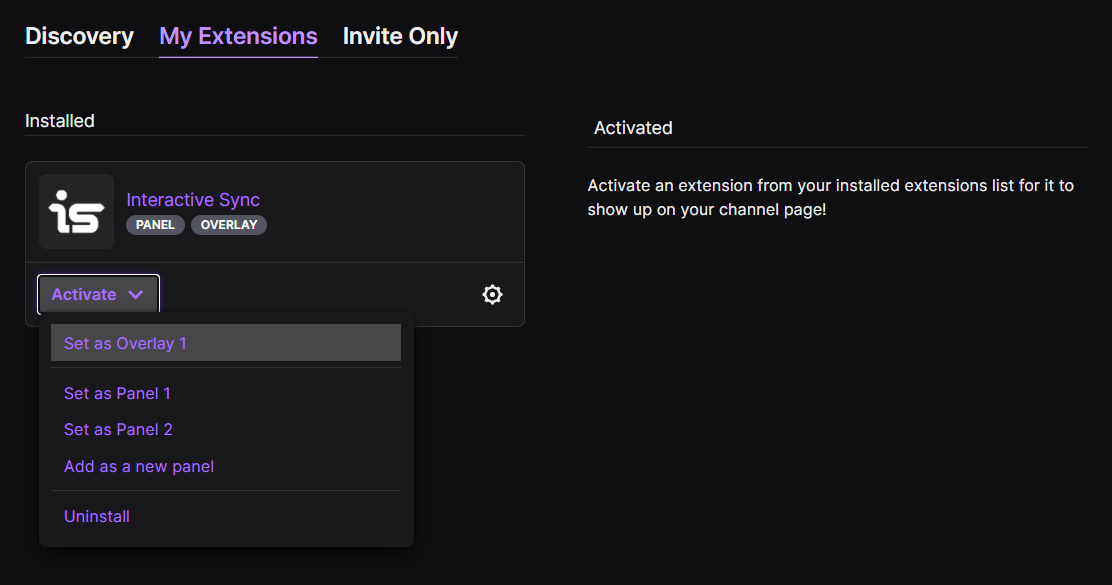 Discovery My Extensions Invite Only
Installed
Activated
is
Interactive Sync
PANEL OVERLAY
Activate an extension from your installed extensions list for it to
show up on your channel page!
Activate
Set as Overlay 1
Set as Panel 1
Set as Panel 2
Add as a new panel
Uninstall